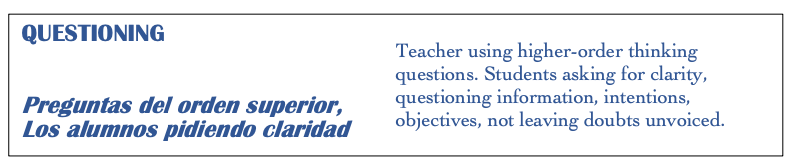 QUESTIONING
Preguntas del orden superior,
Los alumnos pidiendo claridad
Teacher using higher-order thinking
questions. Students asking for clarity,
questioning information, intentions,
objectives, not leaving doubts unvoiced.